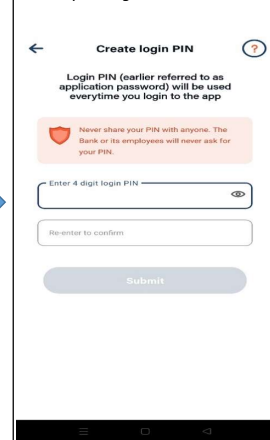 Create login PIN
?
Login PIN (earlier referred to as
application password) will be used
everytime you login to the app
Never share your PIN with anyone. The
Bank or its employees will never ask for
your PIN.
Enter 4 digit login PIN
Re-enter to confirm
Submit